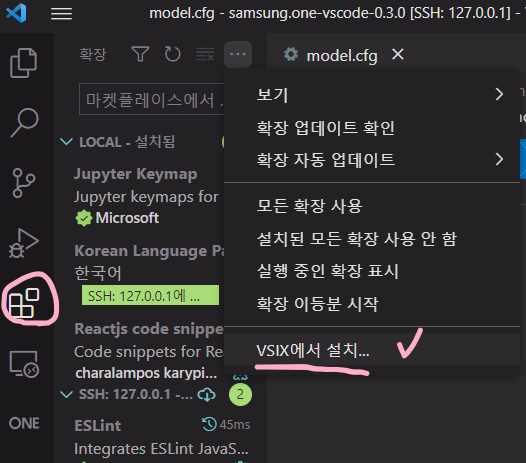 model.cfg - samsung.one-vscode-0.3.0 [SSH: 127.0.0.1] -
확장
model.cfg
마켓플레이스에서
보기
확장 업데이트 확인
확장 자동 업데이트
모든 확장 사용
설치된 모든 확장 사용 안 함
실행 중인 확장 표시
확장 이등분 시작
VSIX에서 설치...
LOCAL - 설치됨
Jupyter Keymap
Jupyter keymaps for
Microsoft
Korean Language Pa
한국어
SSH: 127.0.0.1에 ...
Reactjs code snippe
Code snippets for Re
charalampos karypi...
SSH: 127.0.0.1 -...
2
ESLint
45ms
Integrates ESLint JavaS...
ONE